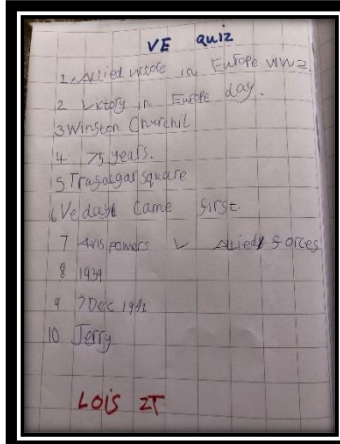 VE quiz
1. Allied victory in Europe WW2.
2 Victory in Europe day.
3 Winston Churchil
4 75 years.
5 Trafalgar Square
6 Ve day came first.
7 Axis powers V Allied forces
8 1939
9 7 Dec 1941
10 Jerry
LOIS 2T